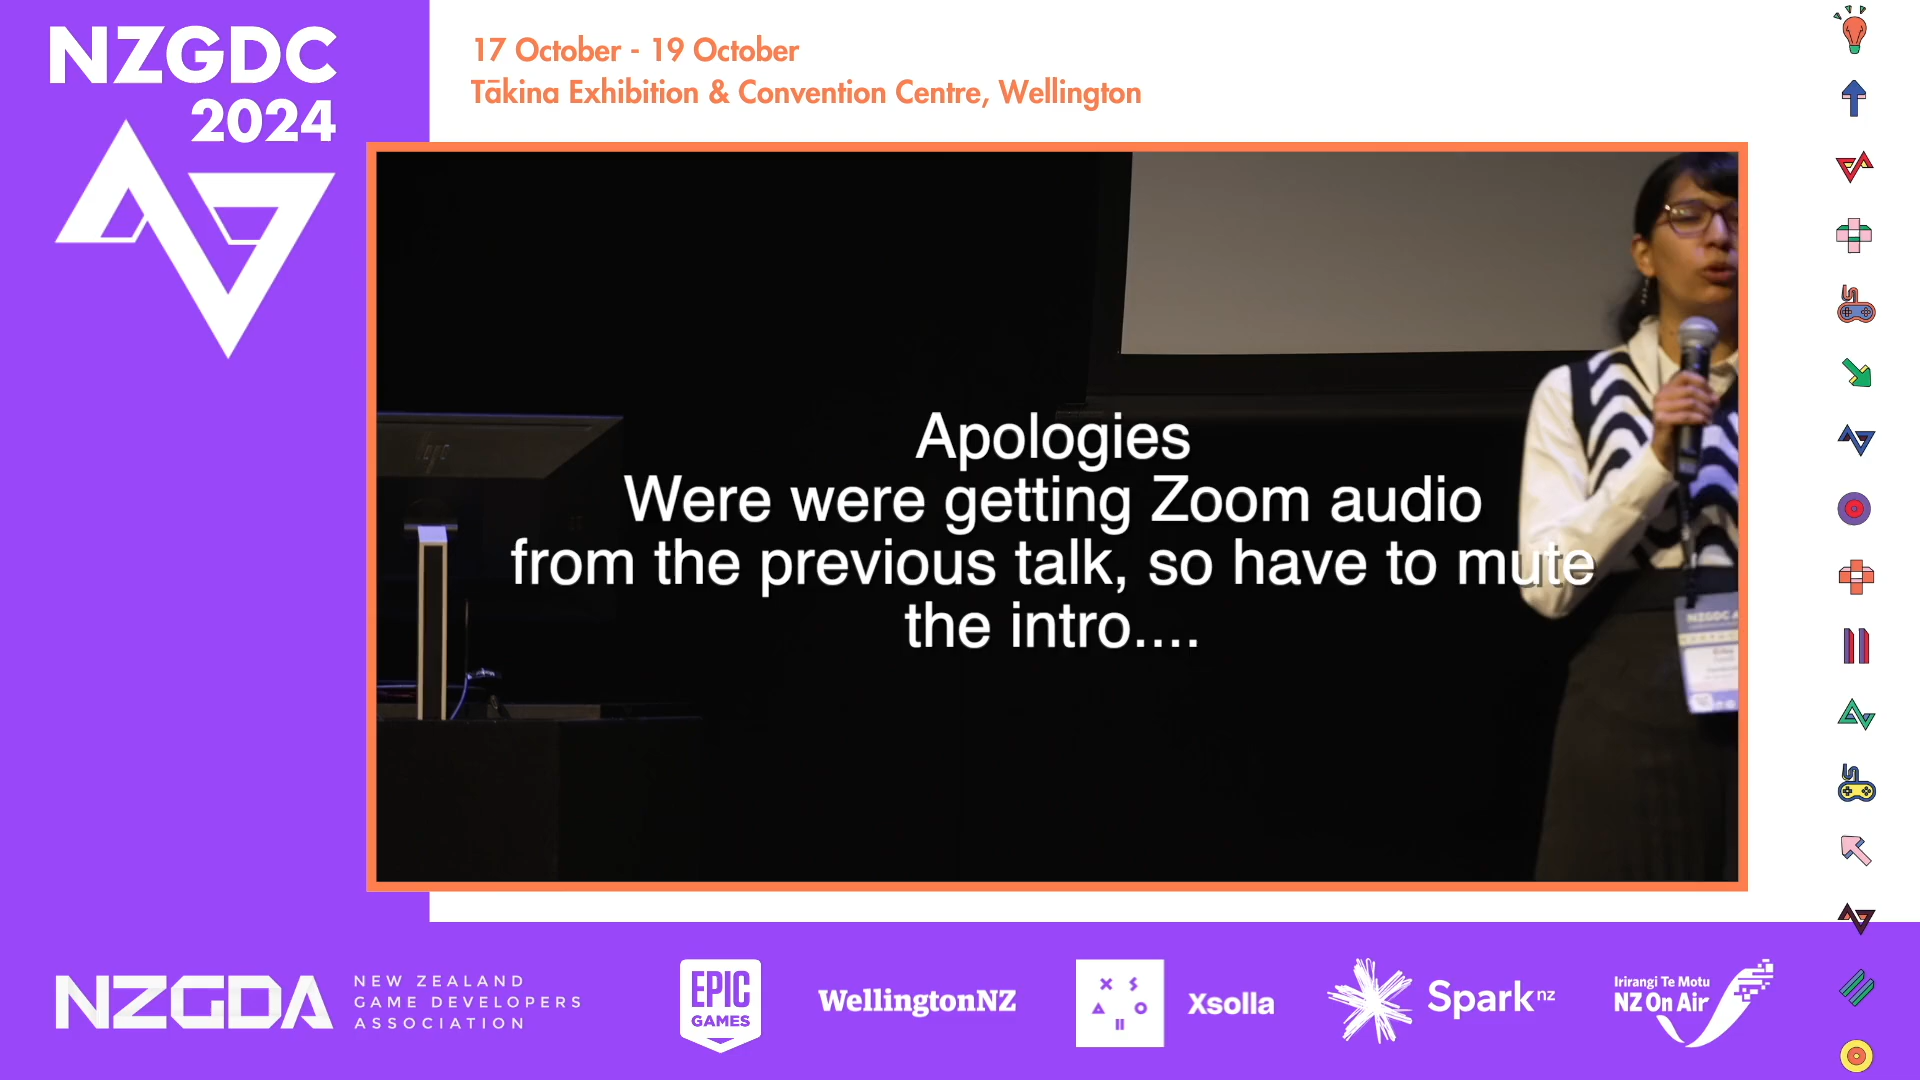 NZGDC
2024
17 October - 19 October
Tākina Exhibition & Convention Centre, Wellington
hp
Apologies
Were were getting Zoom audio
from the previous talk, so have to mute
the intro....
NZGDC
NZGDA
NEW ZEALAND
GAME DEVELOPERS
ASSOCIATION
EPIC
GAMES
WellingtonNZ
Xsolla
Spark nz
Irirangi Te Motu
NZ On Air